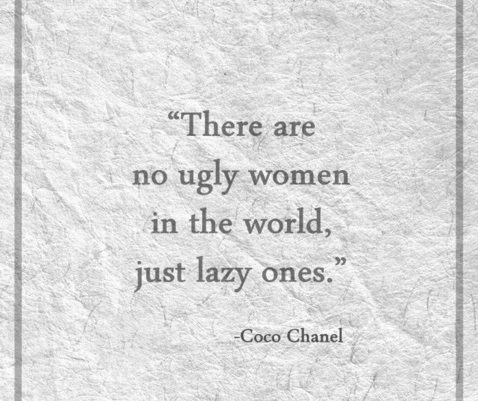 “There are
no ugly women
in the world,
just lazy ones.”
-Coco Chanel